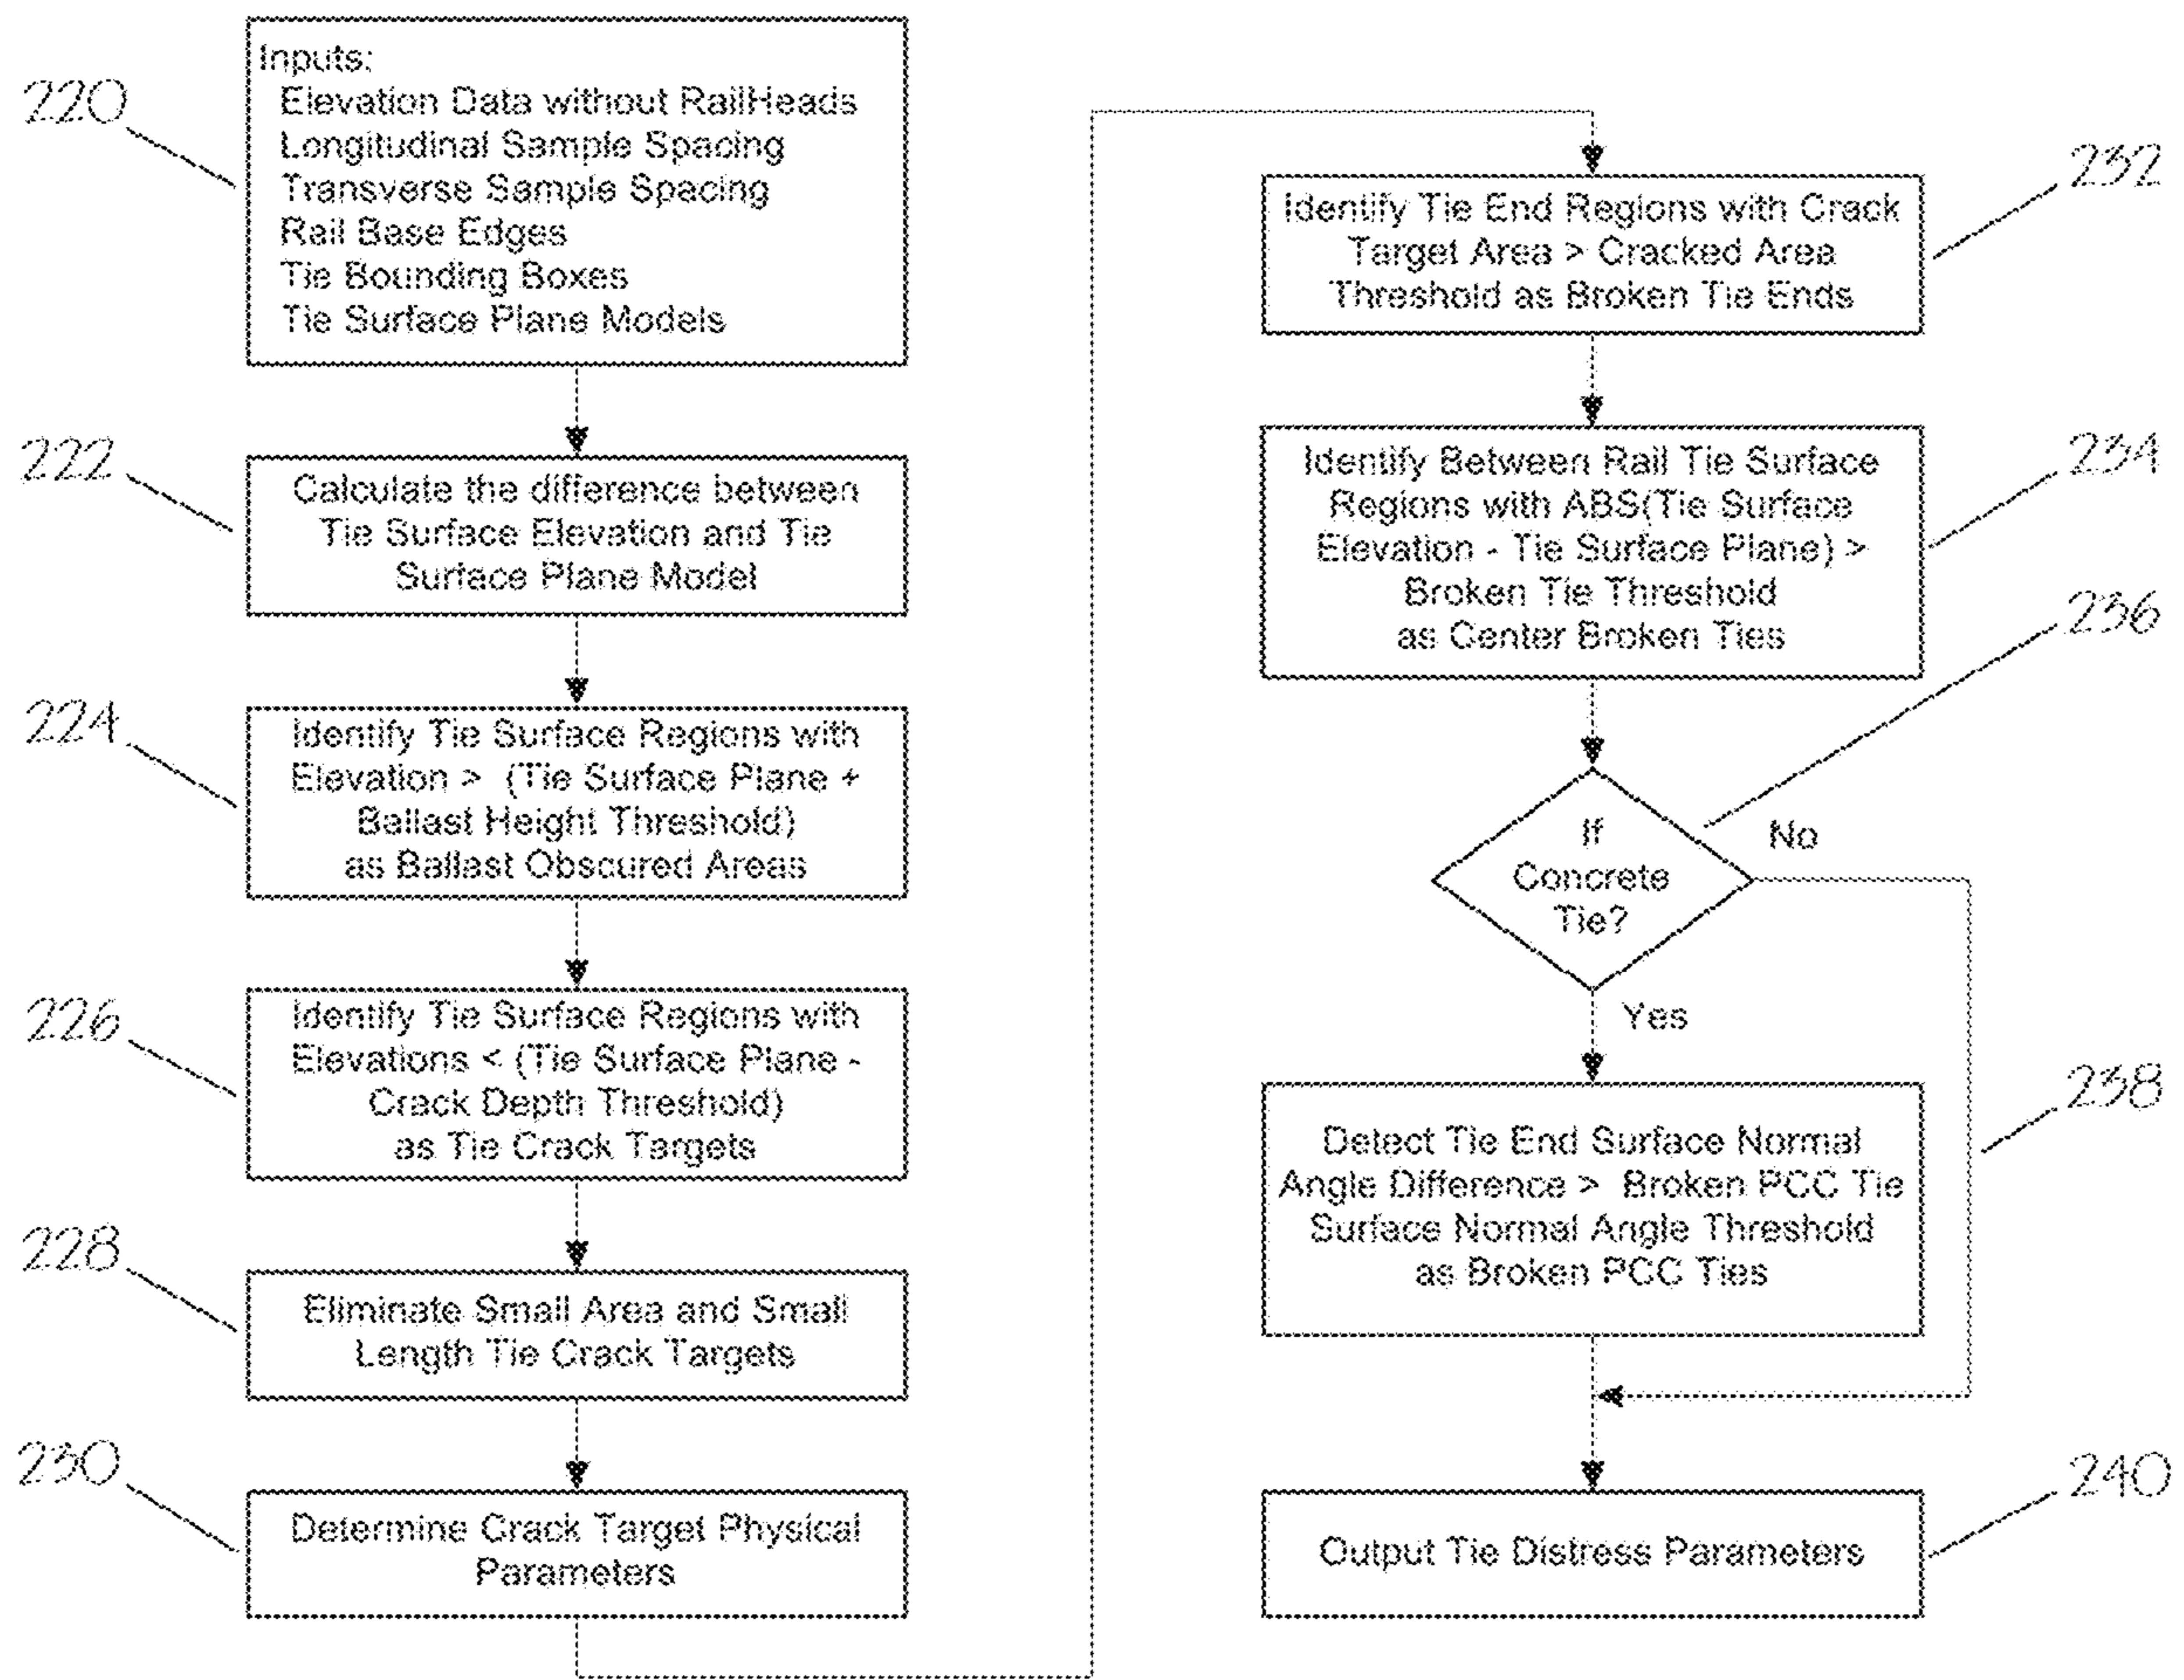 220
Inputs:
Elevation Data without RailHeads
Longitudinal Sample Spacing
Transverse Sample Spacing
Rail Base Edges
Tie Bounding Boxes
Tie Surface Plane Models
222
Calculate the difference between
Tie Surface Elevation and Tie
Surface Plane Model
224
Identify Tie Surface Regions with
Elevation > (Tie Surface Plane +
Ballast Height Threshold)
as Ballast Obscured Areas
226
Identify Tie Surface Regions with
Elevations < (Tie Surface Plane -
Crack Depth Threshold)
as Tie Crack Targets
228
Eliminate Small Area and Small
Length Tie Crack Targets
230
Determine Crack Target Physical
Parameters
232
Identify Tie End Regions with Crack
Target Area > Cracked Area
Threshold as Broken Tie Ends
234
Identify Between Rail Tie Surface
Regions with ABS(Tie Surface
Elevation - Tie Surface Plane) >
Broken Tie Threshold
as Center Broken Ties
236
If
Concrete
Tie?
No
Yes
238
Detect Tie End Surface Normal
Angle Difference > Broken PCC Tie
Surface Normal Angle Threshold
as Broken PCC Ties
240
Output Tie Distress Parameters